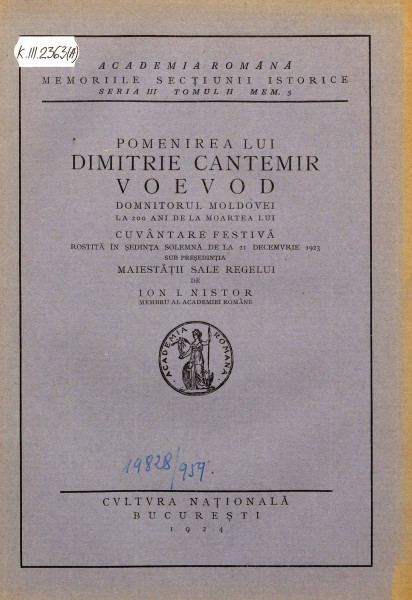 K.III.2363(A)
ACADEMIA ROMÂNĂ
MEMORIILE SECȚIUNII ISTORICE
SERIA III TOMUL II MEM. 5
POMENIREA LUI
DIMITRIE CANTEMIR
VOEVOD
DOMNITORUL MOLDOVEI
LA 200 ANI DE LA MOARTEA LUI
CUVÂNTARE FESTIVĂ
ROSTITĂ ÎN ȘEDINȚA SOLEMNĂ DE LA 21 DECEMVRIE 1923
SUB PREȘEDINȚIA
MAIESTĂȚII SALE REGELUI
DE
ION I. NISTOR
MEMBRU AL ACADEMIEI ROMÂNE
ACADEMIA ROMANA
19828/959.
CVLTVRA NAȚIONALĂ
BUCUREȘTI
1924